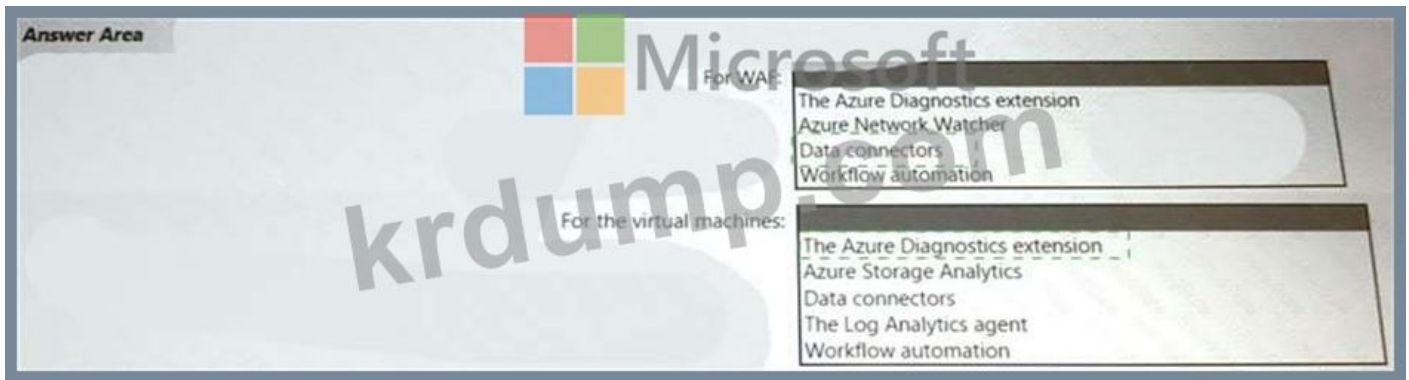 Answer Area
Microsoft
For WAF:
The Azure Diagnostics extension
Azure Network Watcher
Data connectors
Workflow automation
krdump.com
For the virtual machines:
The Azure Diagnostics extension
Azure Storage Analytics
Data connectors
The Log Analytics agent
Workflow automation